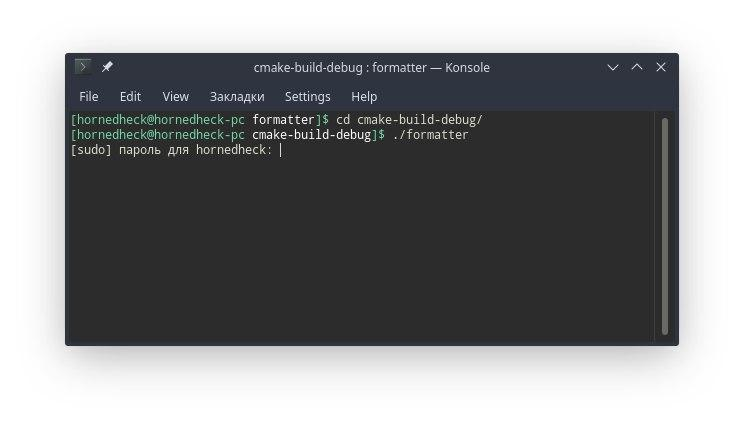 cmake-build-debug : formatter — Konsole
File Edit View Закладки Settings Help
[hornedheck@hornedheck-pc formatter]$ cd cmake-build-debug/
[hornedheck@hornedheck-pc cmake-build-debug]$ ./formatter
[sudo] пароль для hornedheck: